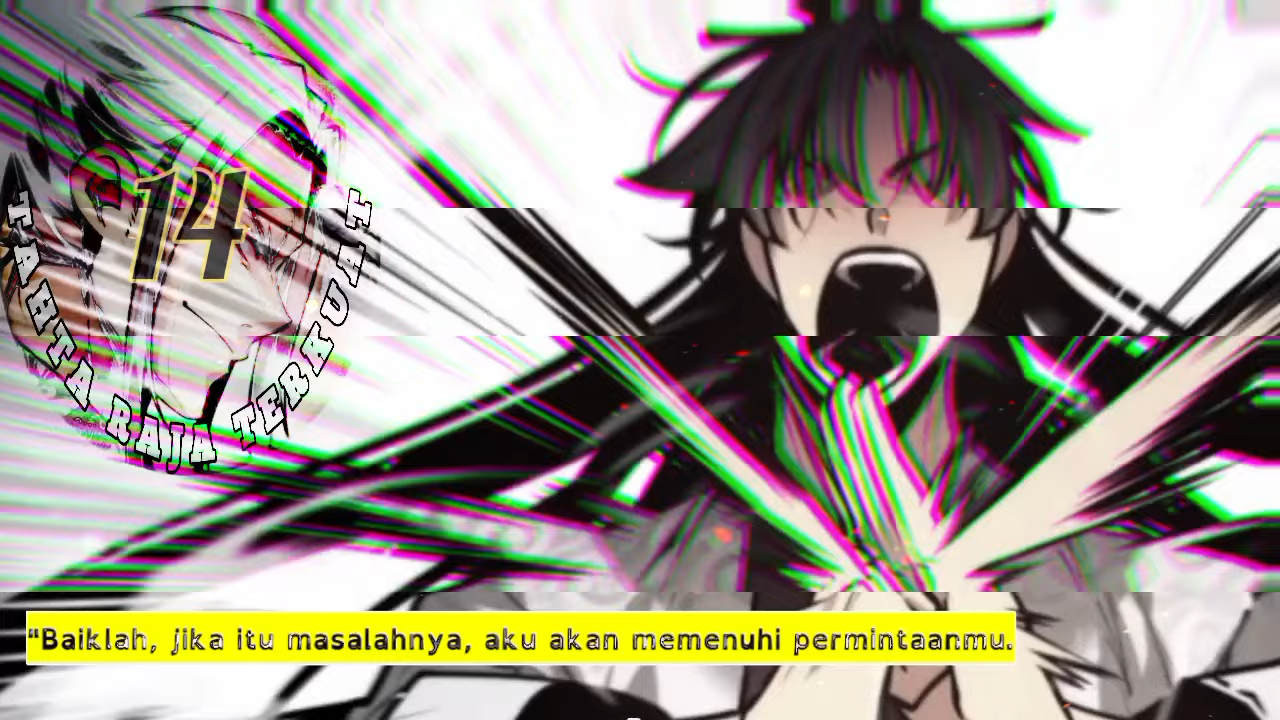 14
TAHTA RAJA TERKUAT
"Baiklah, jika itu masalahnya, aku akan memenuhi permintaanmu.